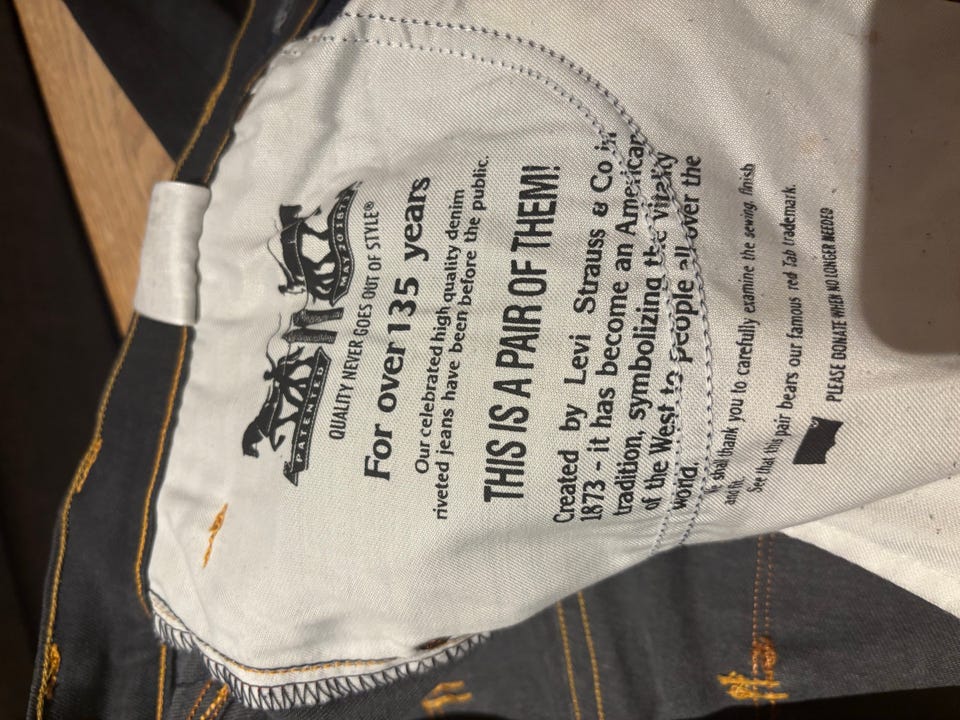 PATENTED MAY 20 1873
QUALITY NEVER GOES OUT OF STYLE®
For over 135 years
Our celebrated high quality denim
riveted jeans have been before the public.
THIS IS A PAIR OF THEM!
Created by Levi Strauss & Co in
1873 - it has become an American
tradition, symbolizing the vitality
of the West to people all over the
world.
shall thank you to carefully examine the sewing, finish
and fit.
See that this pair bears our famous red Tab trademark.
PLEASE DONATE WHEN NO LONGER NEEDED